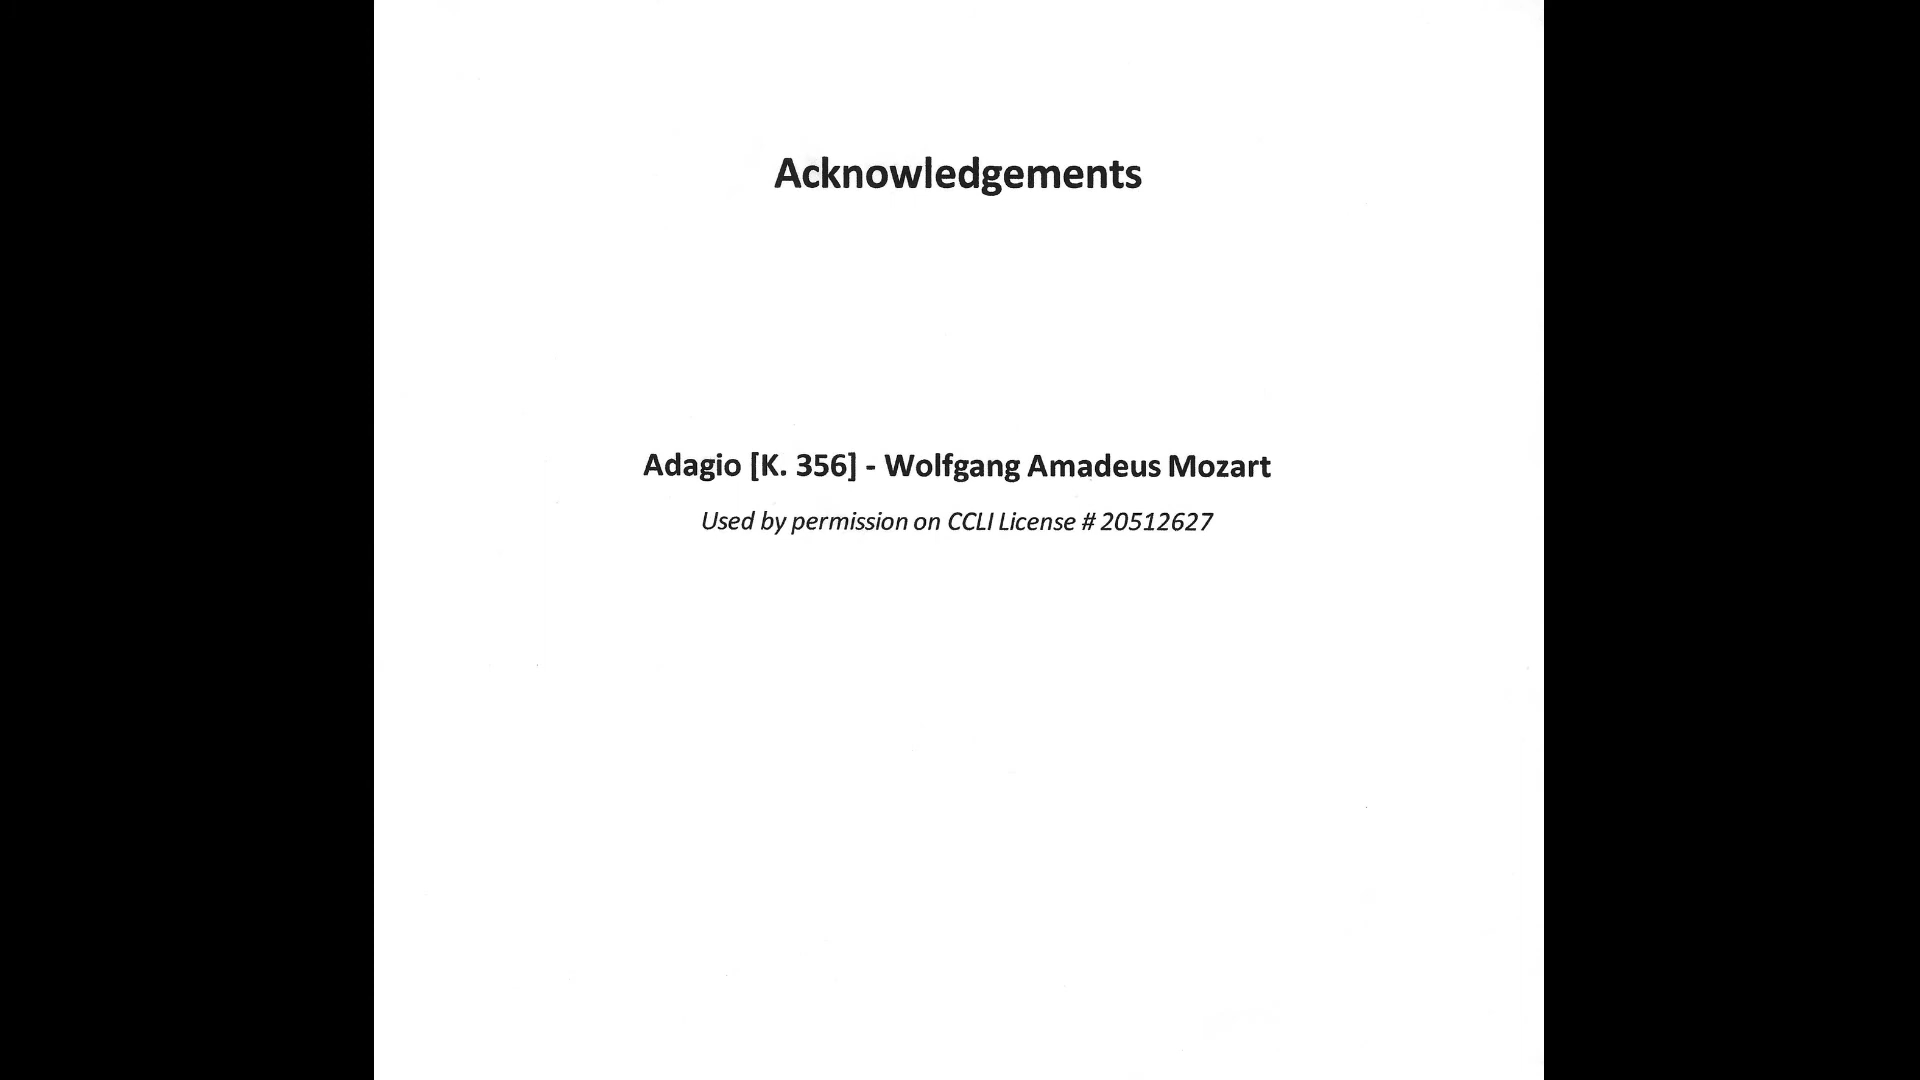 Acknowledgements
Adagio [K. 356] - Wolfgang Amadeus Mozart
Used by permission on CCLI License # 20512627